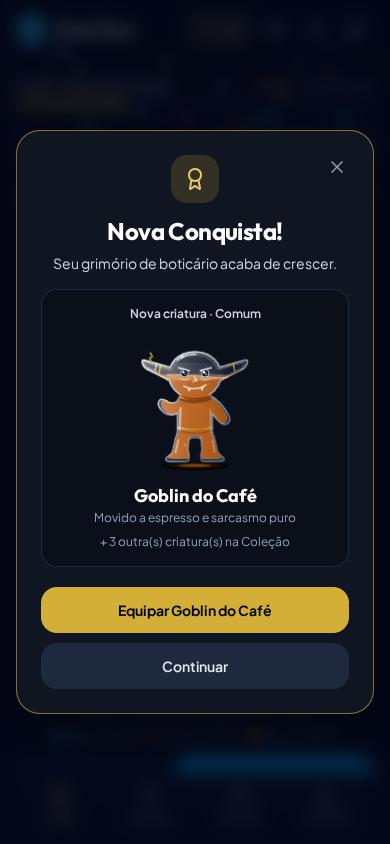 Nova Conquista!
Seu grimório de boticário acaba de crescer.
Nova criatura · Comum
Goblin do Café
Movido a espresso e sarcasmo puro
+ 3 outra(s) criatura(s) na Coleção
Equipar Goblin do Café
Continuar